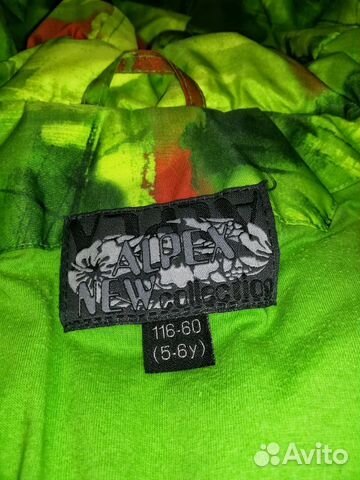 ALPEX
NEW collection
116-60
(5-6y)
Avito